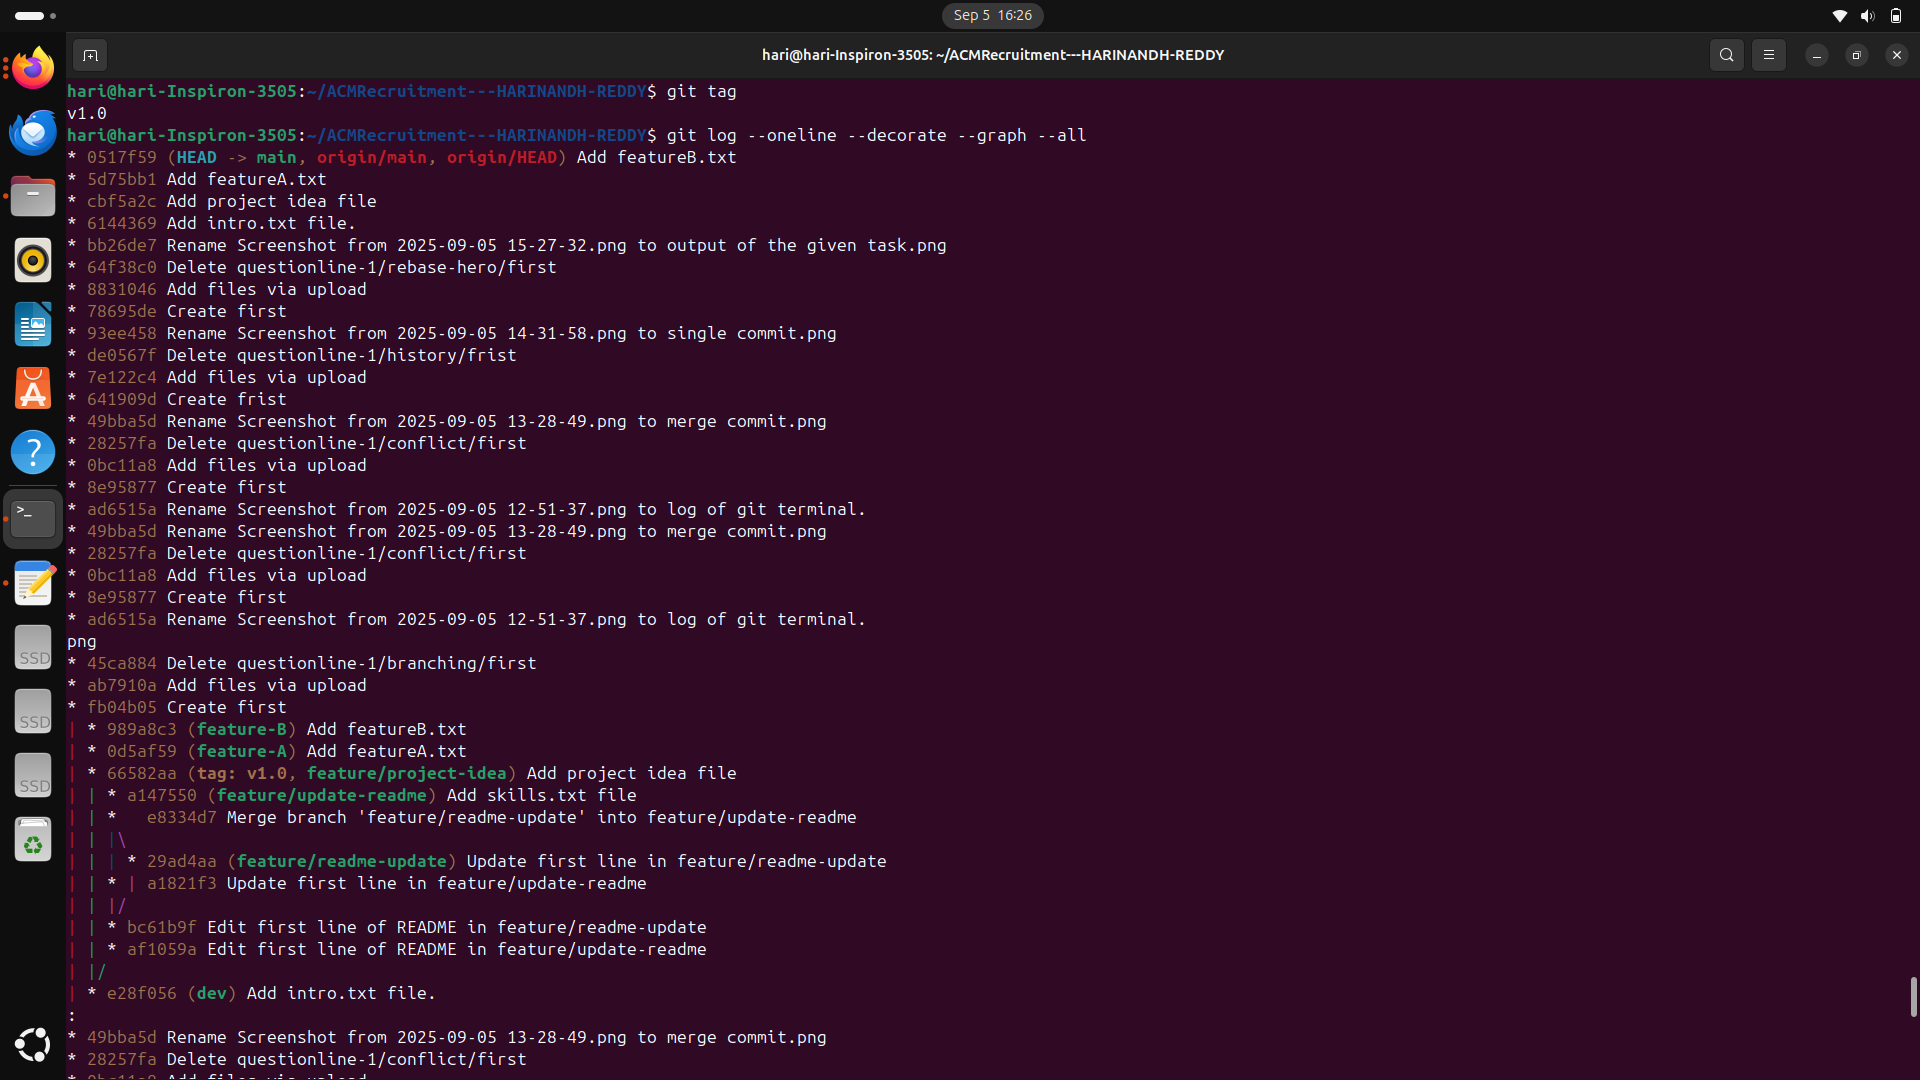 Sep 5 16:26
hari@hari-Inspiron-3505: ~/ACMRecruitment---HARINANDH-REDDY
hari@hari-Inspiron-3505:~/ACMRecruitment---HARINANDH-REDDY$ git tag
v1.0
hari@hari-Inspiron-3505:~/ACMRecruitment---HARINANDH-REDDY$ git log --oneline --decorate --graph --all
* 0517f59 (HEAD -> main, origin/main, origin/HEAD) Add featureB.txt
* 5d75bb1 Add featureA.txt
* cbf5a2c Add project idea file
* 6144369 Add intro.txt file.
* bb26de7 Rename Screenshot from 2025-09-05 15-27-32.png to output of the given task.png
* 64f38c0 Delete questionline-1/rebase-hero/first
* 8831046 Add files via upload
* 78695de Create first
* 93ee458 Rename Screenshot from 2025-09-05 14-31-58.png to single commit.png
* de0567f Delete questionline-1/history/frist
* 7e122c4 Add files via upload
* 641909d Create frist
* 49bba5d Rename Screenshot from 2025-09-05 13-28-49.png to merge commit.png
* 28257fa Delete questionline-1/conflict/first
* 0bc11a8 Add files via upload
* 8e95877 Create first
* ad6515a Rename Screenshot from 2025-09-05 12-51-37.png to log of git terminal.
* 49bba5d Rename Screenshot from 2025-09-05 13-28-49.png to merge commit.png
* 28257fa Delete questionline-1/conflict/first
* 0bc11a8 Add files via upload
* 8e95877 Create first
* ad6515a Rename Screenshot from 2025-09-05 12-51-37.png to log of git terminal.
png
* 45ca884 Delete questionline-1/branching/first
* ab7910a Add files via upload
* fb04b05 Create first
| * 989a8c3 (feature-B) Add featureB.txt
| * 0d5af59 (feature-A) Add featureA.txt
| * 66582aa (tag: v1.0, feature/project-idea) Add project idea file
| | * a147550 (feature/update-readme) Add skills.txt file
| | *   e8334d7 Merge branch 'feature/readme-update' into feature/update-readme
| | |\
| | | * 29ad4aa (feature/readme-update) Update first line in feature/readme-update
| | * | a1821f3 Update first line in feature/update-readme
| | |/
| | * bc61b9f Edit first line of README in feature/readme-update
| | * af1059a Edit first line of README in feature/update-readme
| |/
| * e28f056 (dev) Add intro.txt file.
:
* 49bba5d Rename Screenshot from 2025-09-05 13-28-49.png to merge commit.png
* 28257fa Delete questionline-1/conflict/first
* 0bc11a8 Add files via upload
SSD
SSD
SSD